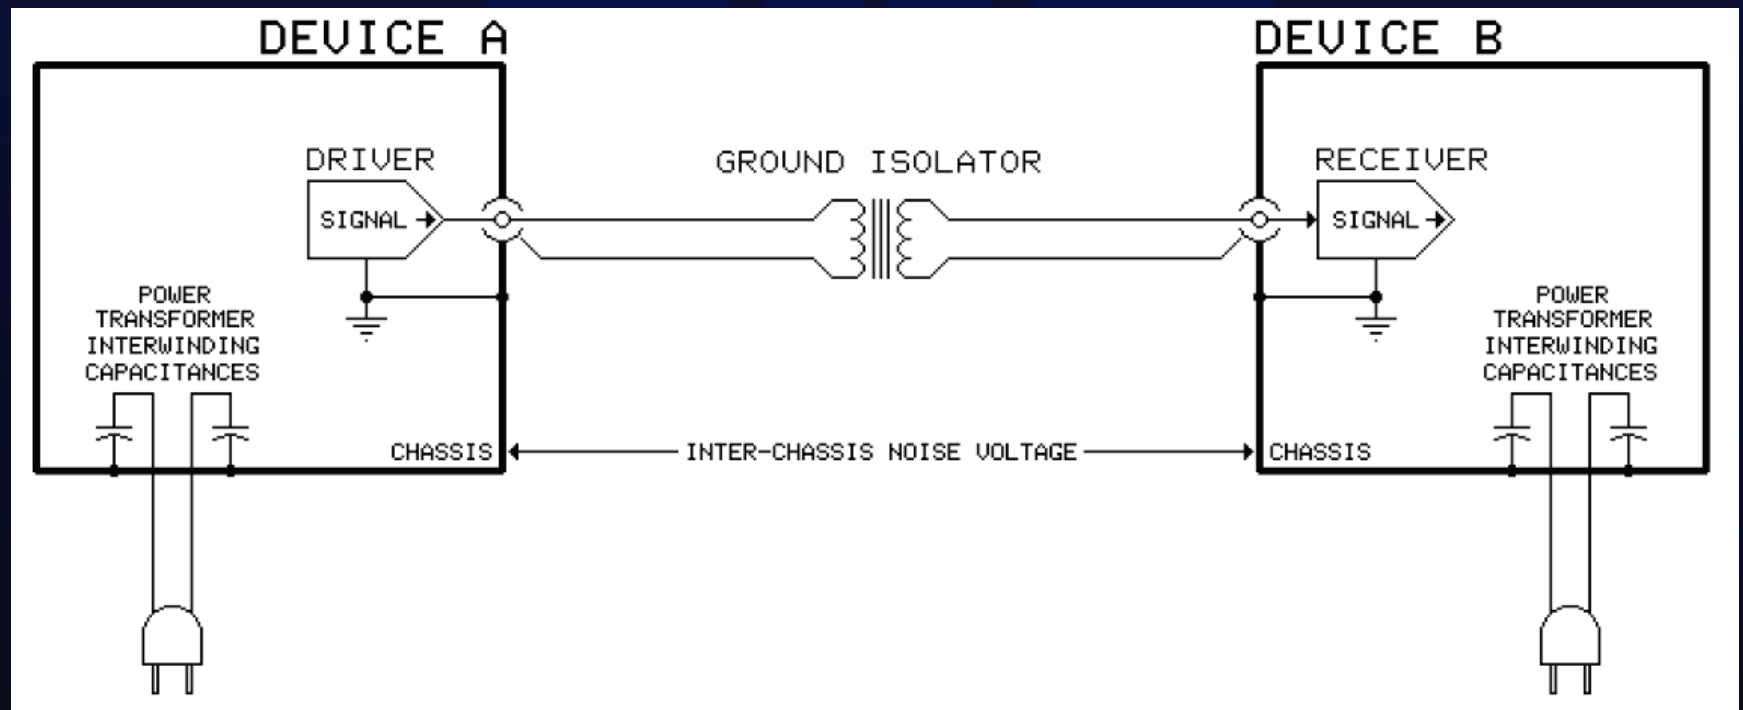 DEVICE A
DEVICE B
DRIVER
GROUND ISOLATOR
RECEIVER
SIGNAL
SIGNAL
POWER
TRANSFORMER
INTERWINDING
CAPACITANCES
POWER
TRANSFORMER
INTERWINDING
CAPACITANCES
CHASSIS
INTER-CHASSIS NOISE VOLTAGE
CHASSIS